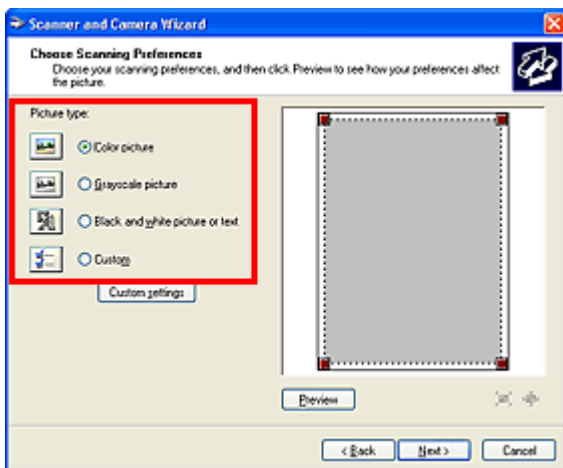 Scanner and Camera Wizard
Choose Scanning Preferences
Choose your scanning preferences, and then click Preview to see how your preferences affect
the picture.
Picture type:
Color picture
Grayscale picture
Black and white picture or text
Custom
Custom settings
Preview
< Back
Next >
Cancel